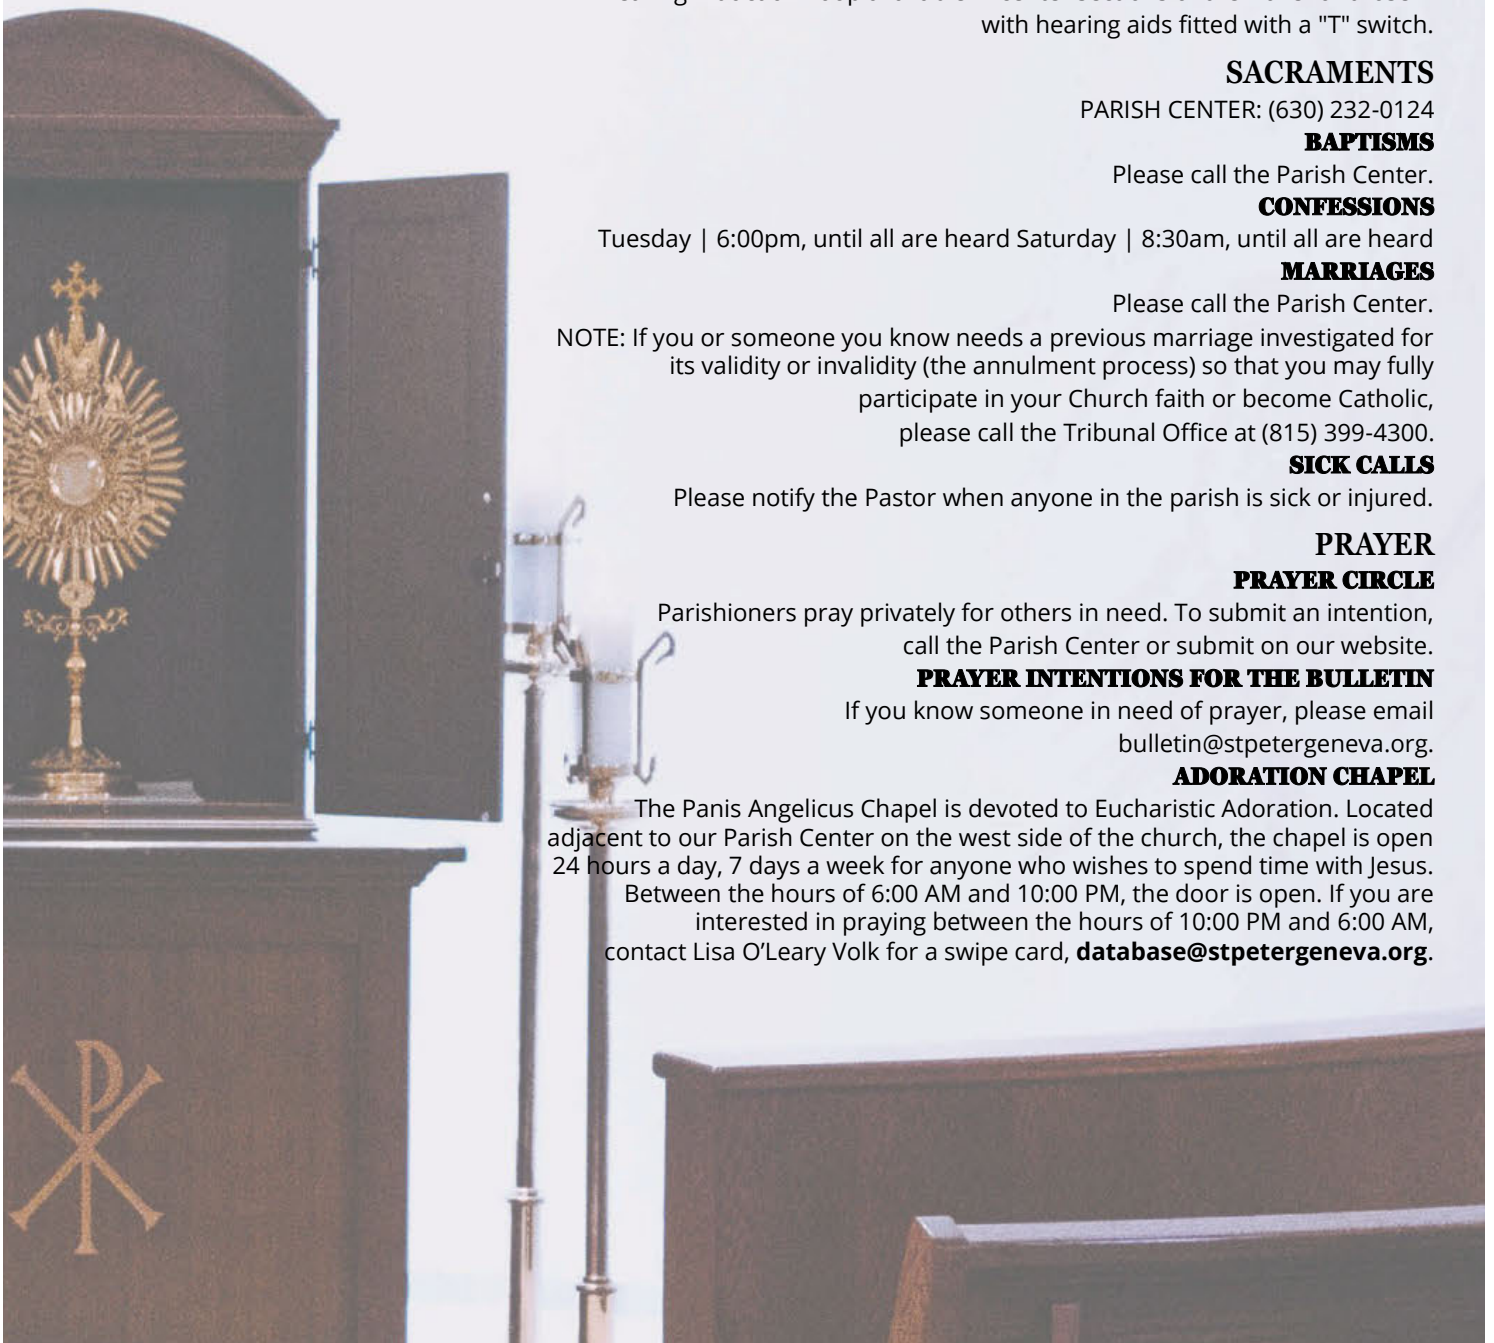 with hearing aids fitted with a "T" switch.
SACRAMENTS
PARISH CENTER: (630) 232-0124
BAPTISMS
Please call the Parish Center.
CONFESSIONS
Tuesday | 6:00pm, until all are heard Saturday | 8:30am, until all are heard
MARRIAGES
Please call the Parish Center.
NOTE: If you or someone you know needs a previous marriage investigated for
its validity or invalidity (the annulment process) so that you may fully
participate in your Church faith or become Catholic,
please call the Tribunal Office at (815) 399-4300.
SICK CALLS
Please notify the Pastor when anyone in the parish is sick or injured.
PRAYER
PRAYER CIRCLE
Parishioners pray privately for others in need. To submit an intention,
call the Parish Center or submit on our website.
PRAYER INTENTIONS FOR THE BULLETIN
If you know someone in need of prayer, please email
bulletin@stpetergeneva.org.
ADORATION CHAPEL
The Panis Angelicus Chapel is devoted to Eucharistic Adoration. Located
adjacent to our Parish Center on the west side of the church, the chapel is open
24 hours a day, 7 days a week for anyone who wishes to spend time with Jesus.
Between the hours of 6:00 AM and 10:00 PM, the door is open. If you are
interested in praying between the hours of 10:00 PM and 6:00 AM,
contact Lisa O’Leary Volk for a swipe card, database@stpetergeneva.org.